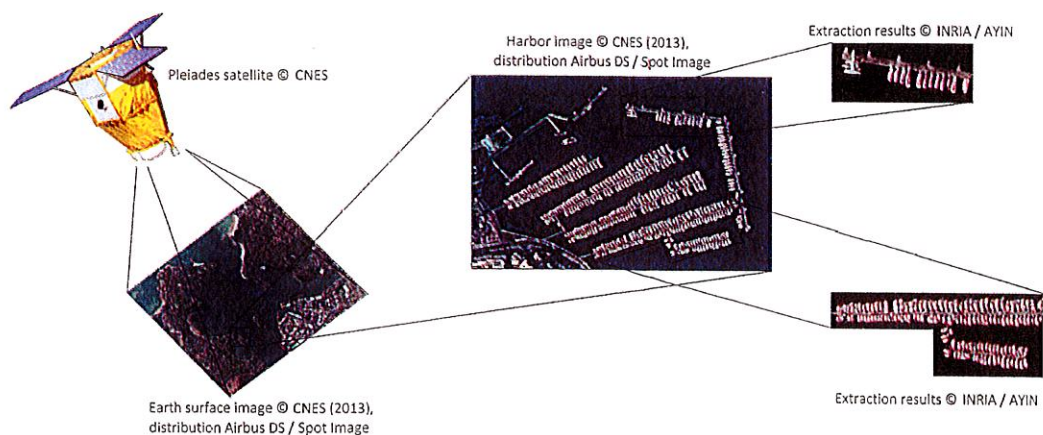 Pleiades satellite © CNES
Harbor image © CNES (2013),
distribution Airbus DS / Spot Image
Extraction results © INRIA / AYIN
Earth surface image © CNES (2013),
distribution Airbus DS / Spot Image
Extraction results © INRIA / AYIN